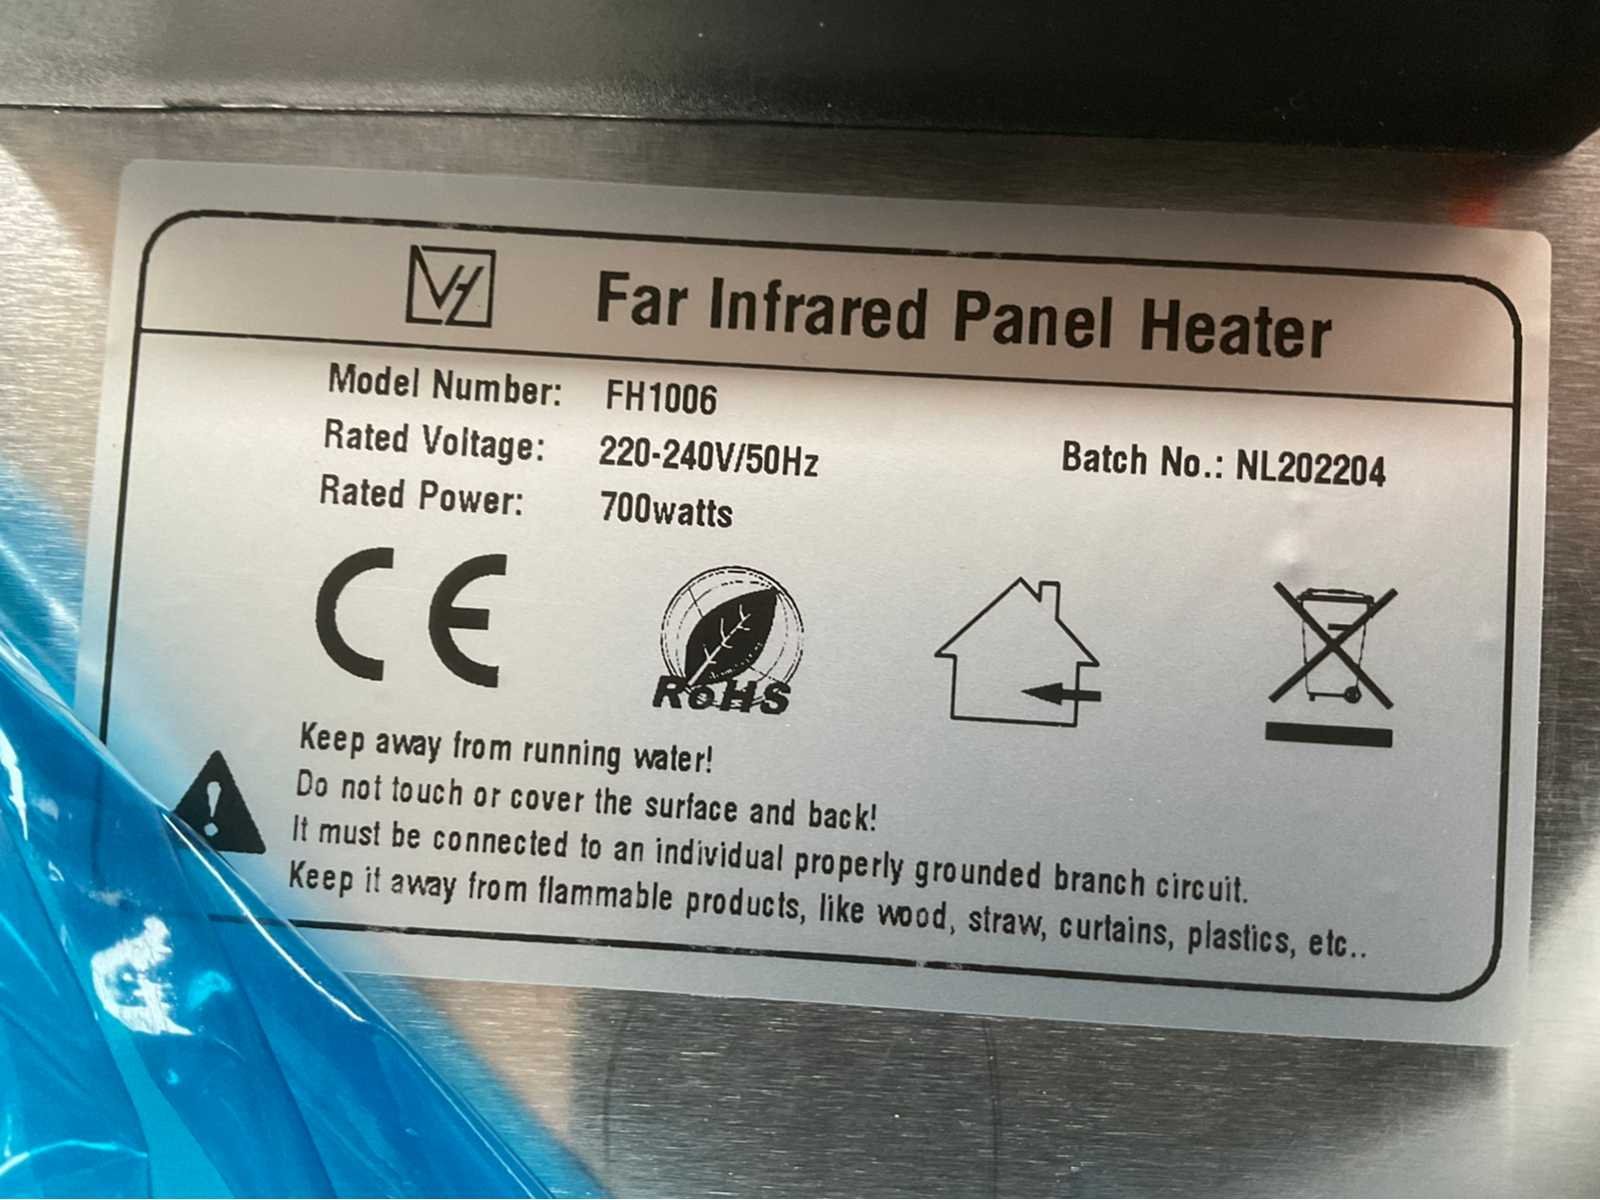 VH Far Infrared Panel Heater
Model Number: FH1006
Rated Voltage: 220-240V/50Hz
Batch No.: NL202204
Rated Power: 700watts
CE
RoHS
Keep away from running water!
Do not touch or cover the surface and back!
It must be connected to an individual properly grounded branch circuit.
Keep it away from flammable products, like wood, straw, curtains, plastics, etc..